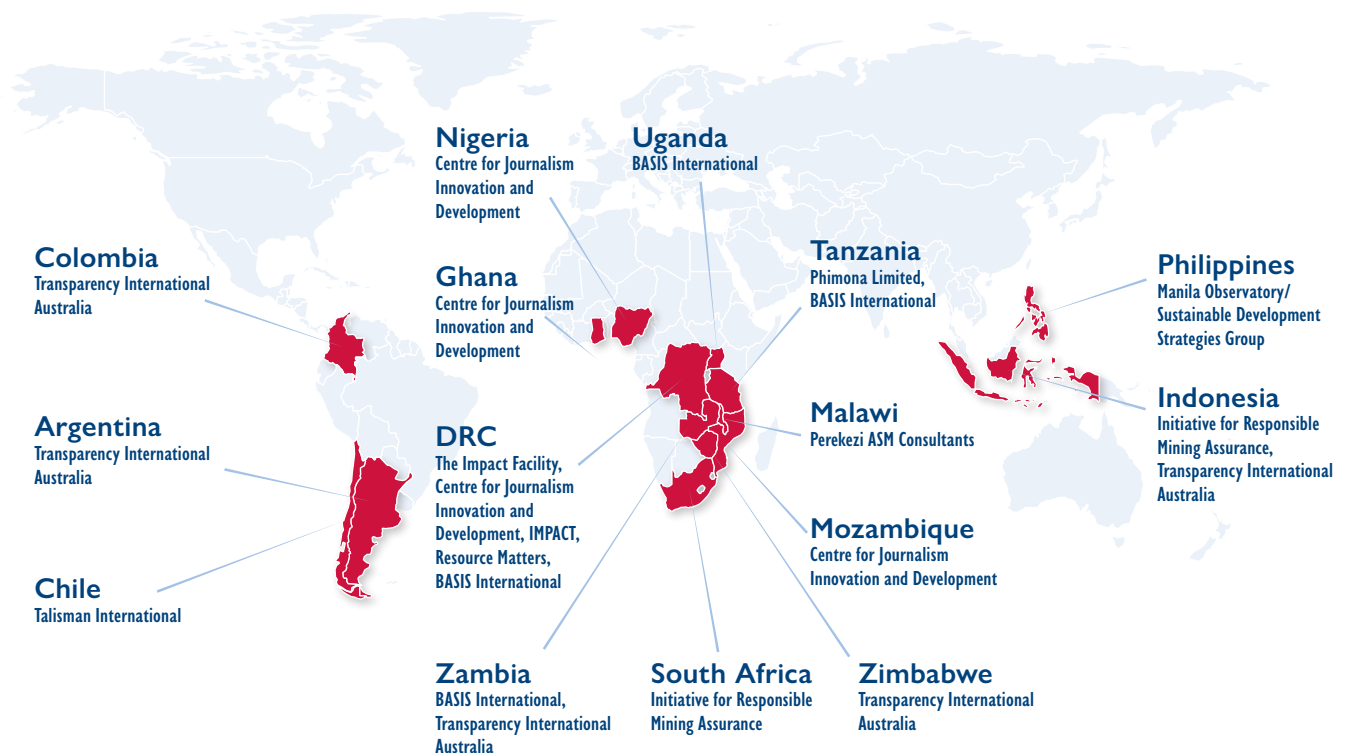 Nigeria
Centre for Journalism
Innovation and
Development
Uganda
BASIS International
Colombia
Transparency International
Australia
Ghana
Centre for Journalism
Innovation and
Development
Tanzania
Phimona Limited,
BASIS International
Philippines
Manila Observatory/
Sustainable Development
Strategies Group
Argentina
Transparency International
Australia
DRC
The Impact Facility,
Centre for Journalism
Innovation and
Development, IMPACT,
Resource Matters,
BASIS International
Malawi
Perekezi ASM Consultants
Indonesia
Initiative for Responsible
Mining Assurance,
Transparency International
Australia
Mozambique
Centre for Journalism
Innovation and Development
Chile
Talisman International
Zambia
BASIS International,
Transparency International
Australia
South Africa
Initiative for Responsible
Mining Assurance
Zimbabwe
Transparency International
Australia